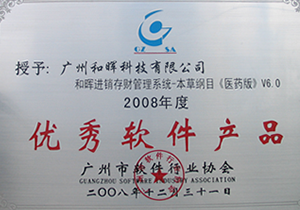 GZ SA
授予：广州和晖科技有限公司
和晖进销存财管理系统-本草纲目《医药版》V6.0
2008年度
优秀软件产品
广州市软件行业协会
GUANGZHOU SOFTWARE INDUSTRY ASSOCIATION
二〇〇八年十二月三十一日